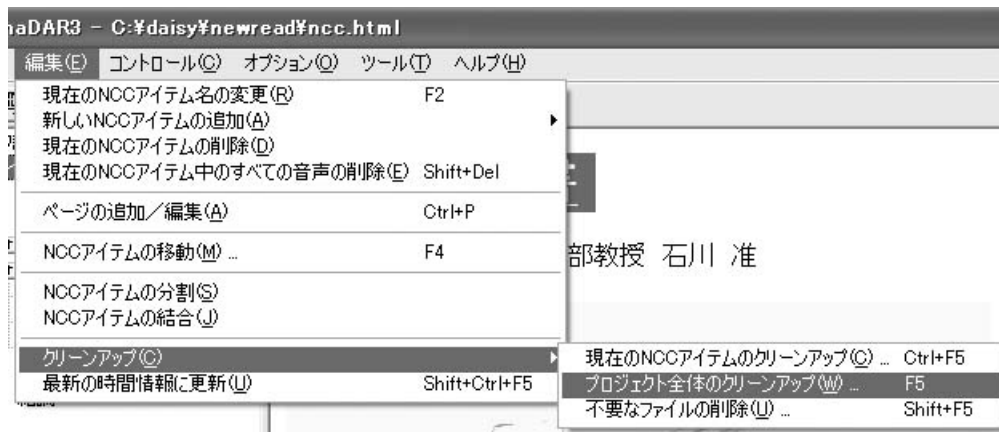 naDAR3 - C:¥daisy¥newread¥ncc.html
編集(E) コントロール(C) オプション(O) ツール(T) ヘルプ(H)
現在のNCCアイテム名の変更(R) F2
新しいNCCアイテムの追加(A)
現在のNCCアイテムの削除(D)
現在のNCCアイテム中のすべての音声の削除(E) Shift+Del
ページの追加／編集(A) Ctrl+P
NCCアイテムの移動(M) ... F4
部教授 石川 准
NCCアイテムの分割(S)
NCCアイテムの結合(J)
クリーンアップ(C)
現在のNCCアイテムのクリーンアップ(C) ... Ctrl+F5
最新の時間情報に更新(U) Shift+Ctrl+F5
プロジェクト全体のクリーンアップ(W) ... F5
不要なファイルの削除(U) ... Shift+F5